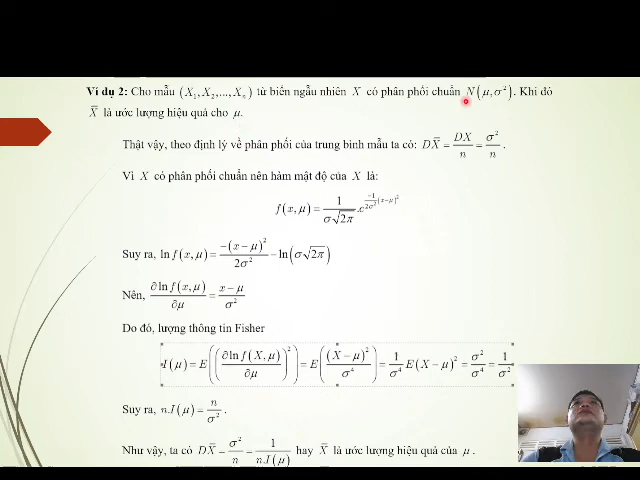 Ví dụ 2: Cho mẫu (X₁, X₂, ..., Xₙ) từ biến ngẫu nhiên X có phân phối chuẩn N(μ, σ²). Khi đó
X̅ là ước lượng hiệu quả cho μ.
Thật vậy, theo định lý về phân phối của trung bình mẫu ta có: DX̅ = DX/n = σ²/n.
Vì X có phân phối chuẩn nên hàm mật độ của X là:
f(x, μ) = 1/(σ√2π) .e^(−1/(2σ²) (x−μ)²)
Suy ra, ln f(x, μ) = −(x−μ)²/(2σ²) − ln(σ√2π)
Nên, ∂ln f(x, μ)/∂μ = (x−μ)/σ²
Do đó, lượng thông tin Fisher
I(μ) = E((∂ln f(X, μ)/∂μ)²) = E((X−μ)²/σ⁴) = 1/σ⁴ E(X−μ)² = σ²/σ⁴ = 1/σ²
Suy ra, n.I(μ) = n/σ².
Như vậy, ta có DX̅ = σ²/n = 1/(n.I(μ)) hay X̅ là ước lượng hiệu quả của μ.